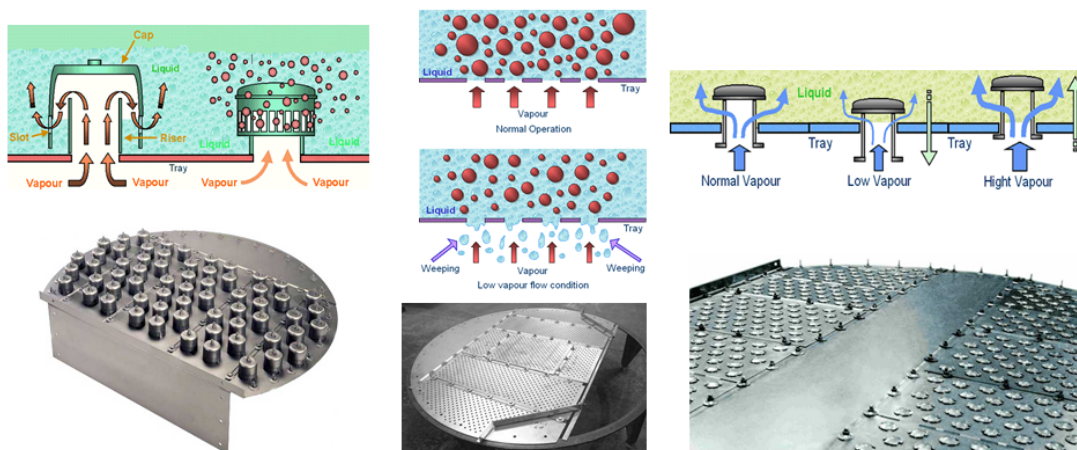 Cap
Liquid
Slot
Riser
Liquid
Liquid
Tray
Vapour
Vapour
Vapour
Vapour
Liquid
Tray
Vapour
Normal Operation
Liquid
Tray
Weeping
Vapour
Weeping
Low vapour flow condition
Liquid
Tray
Tray
Normal Vapour
Low Vapour
Hight Vapour